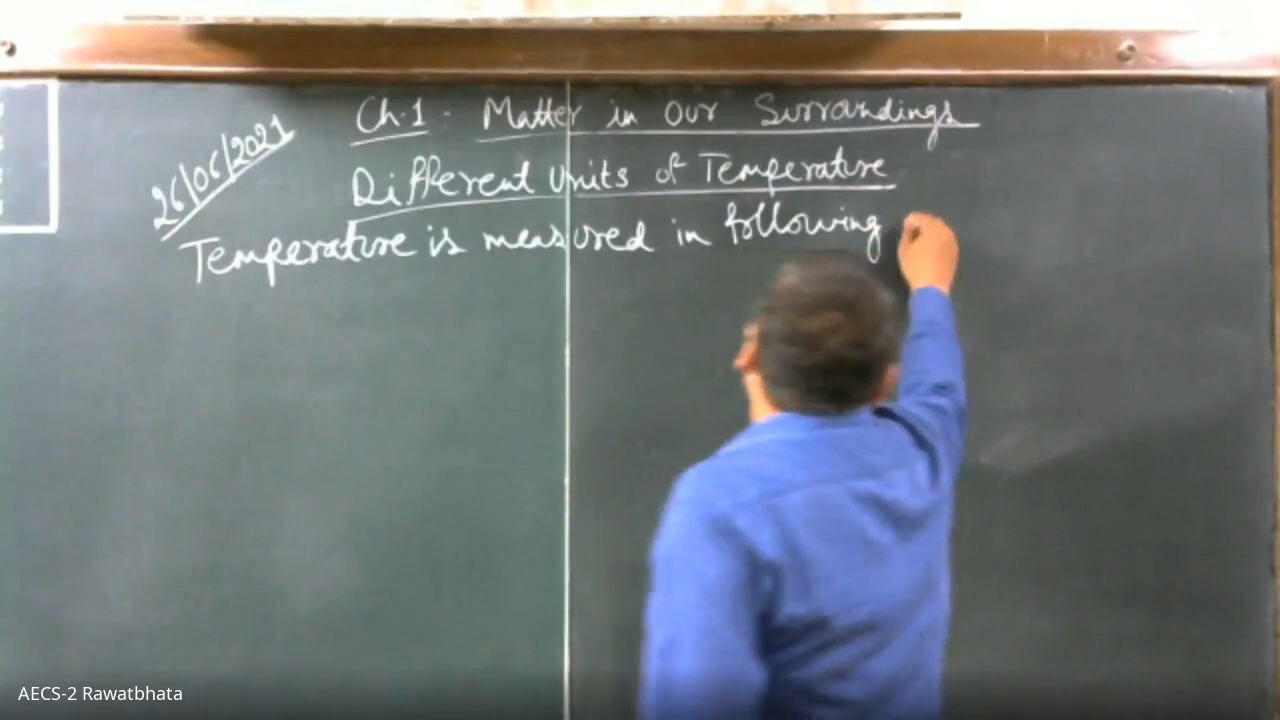 Ch.1 - Matter in Our Surrandings
26/06/2021
Different Units of Temperature
Temperature is measured in following
AECS-2 Rawatbhata